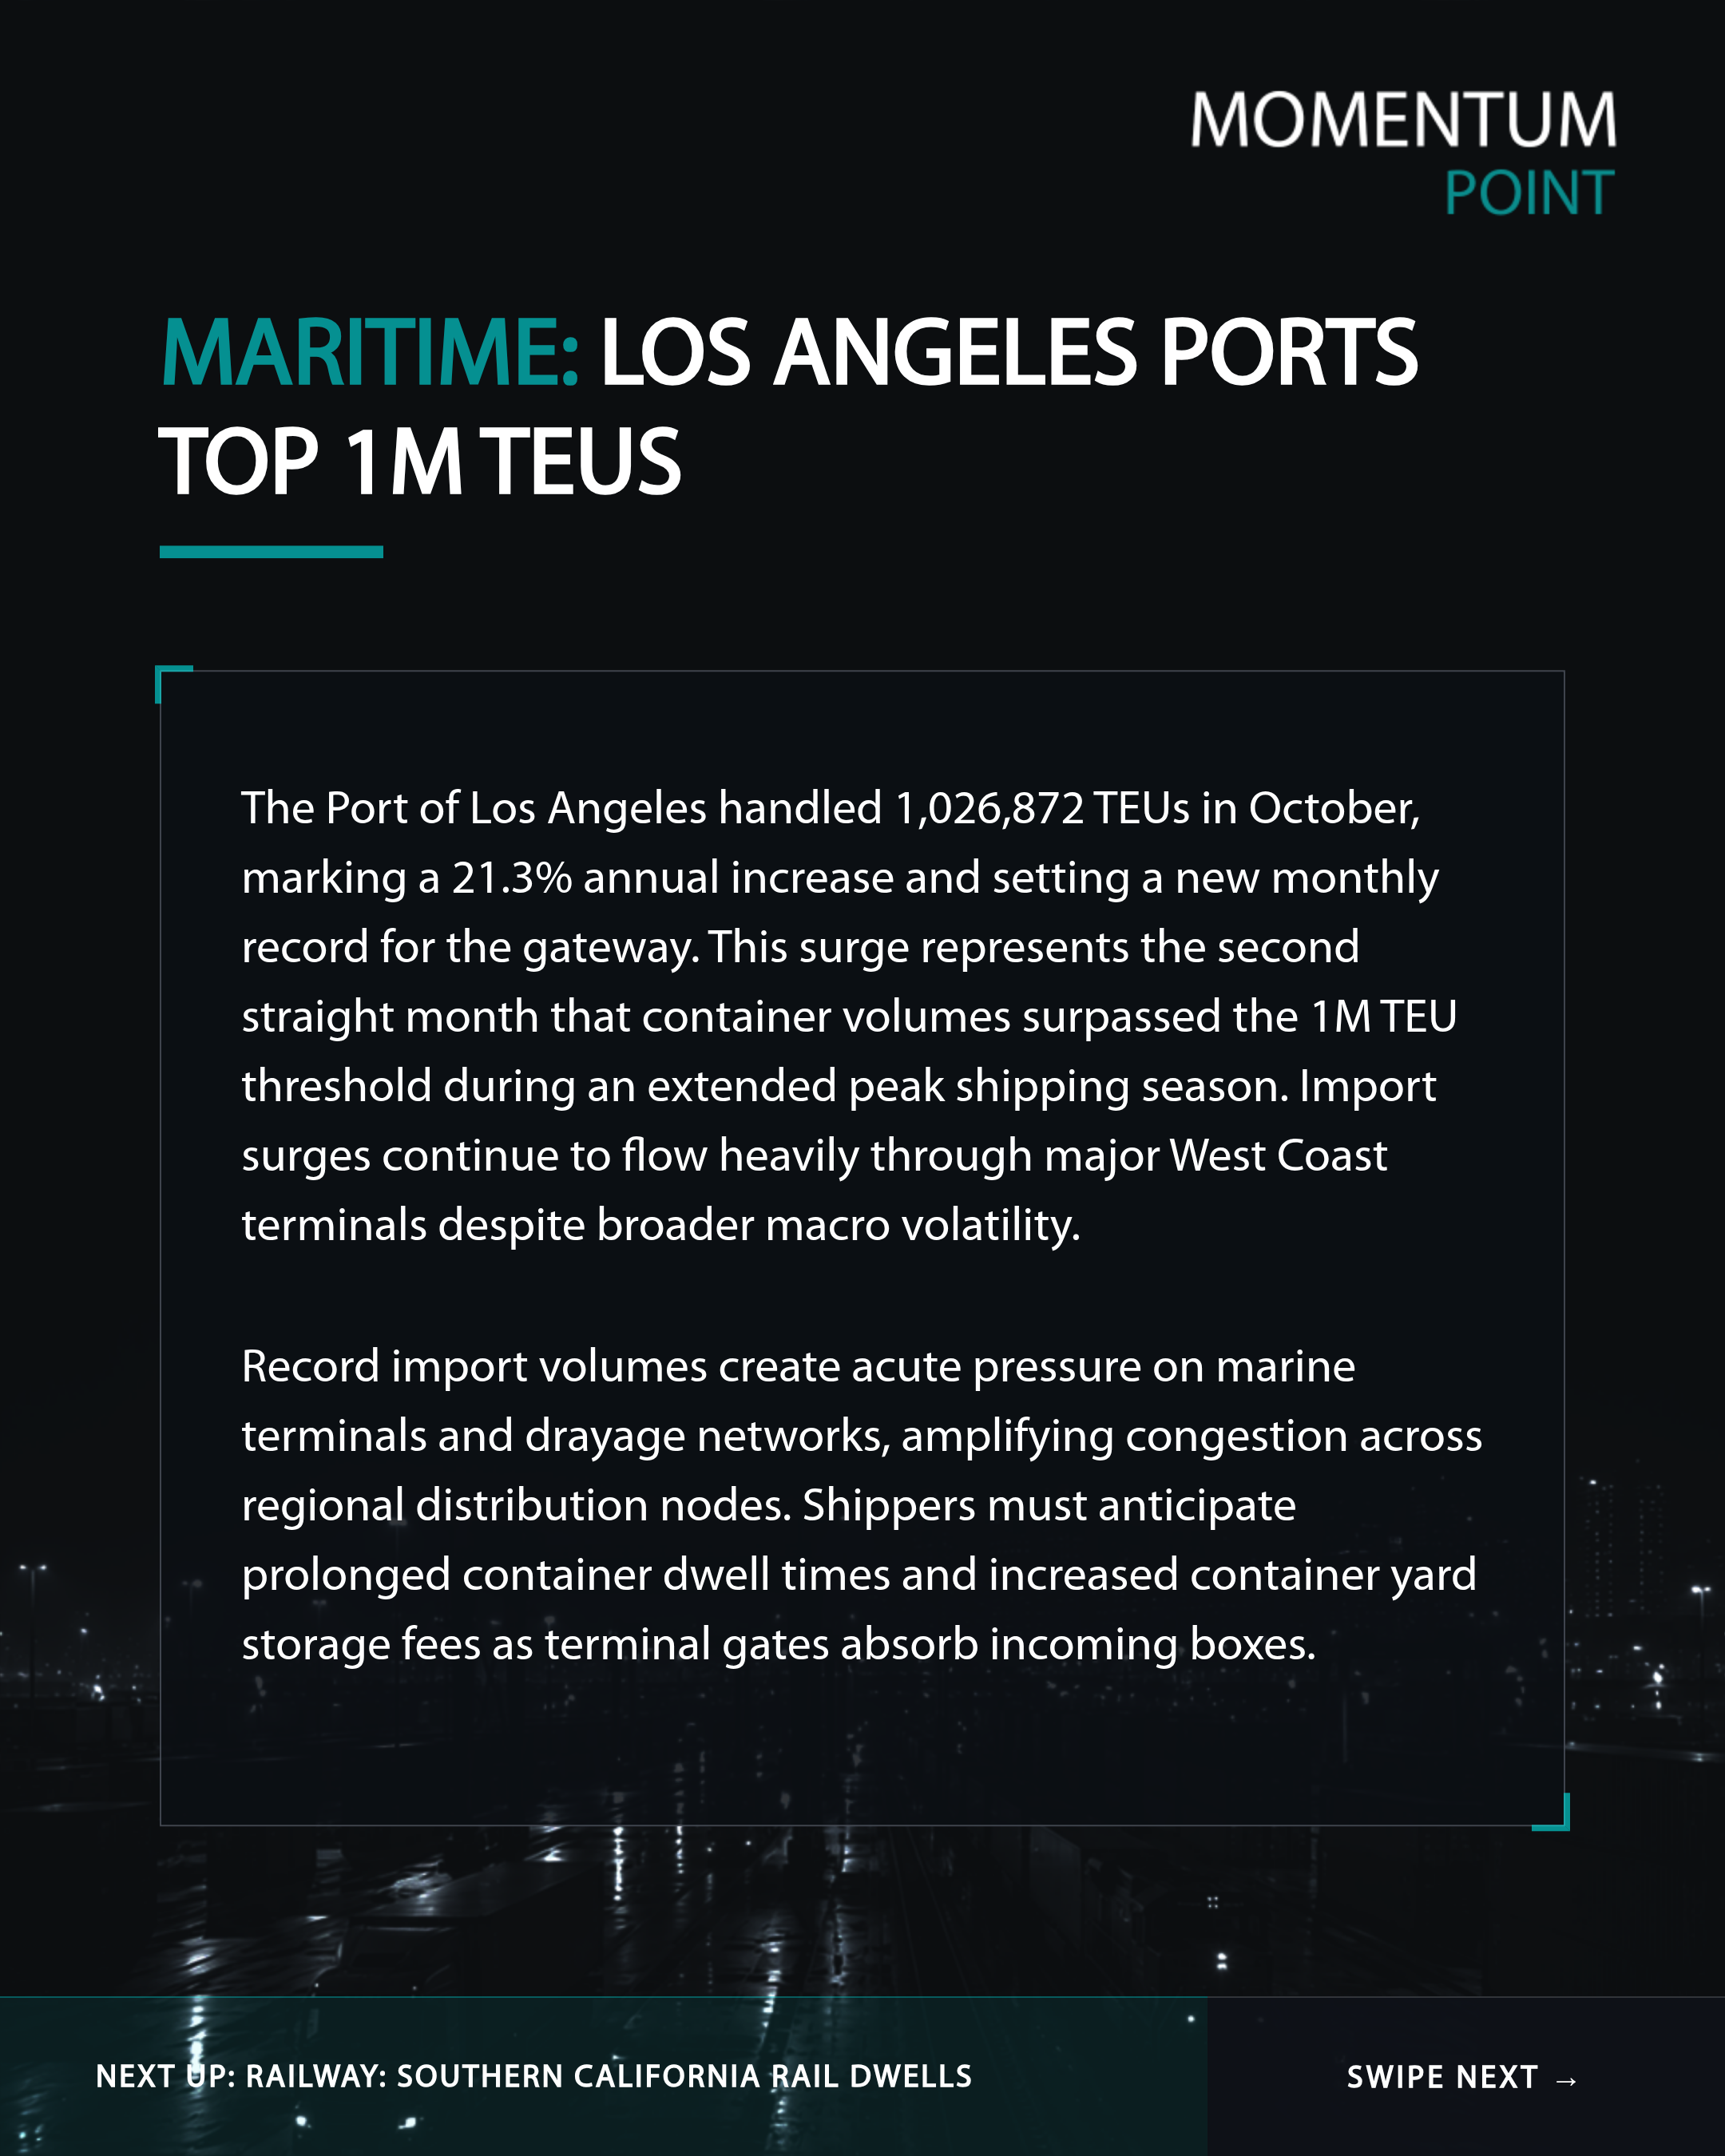 MOMENTUM
POINT
MARITIME: LOS ANGELES PORTS
TOP 1M TEUS
The Port of Los Angeles handled 1,026,872 TEUs in October,
marking a 21.3% annual increase and setting a new monthly
record for the gateway. This surge represents the second
straight month that container volumes surpassed the 1M TEU
threshold during an extended peak shipping season. Import
surges continue to flow heavily through major West Coast
terminals despite broader macro volatility.
Record import volumes create acute pressure on marine
terminals and drayage networks, amplifying congestion across
regional distribution nodes. Shippers must anticipate
prolonged container dwell times and increased container yard
storage fees as terminal gates absorb incoming boxes.
NEXT UP: RAILWAY: SOUTHERN CALIFORNIA RAIL DWELLS
SWIPE NEXT →